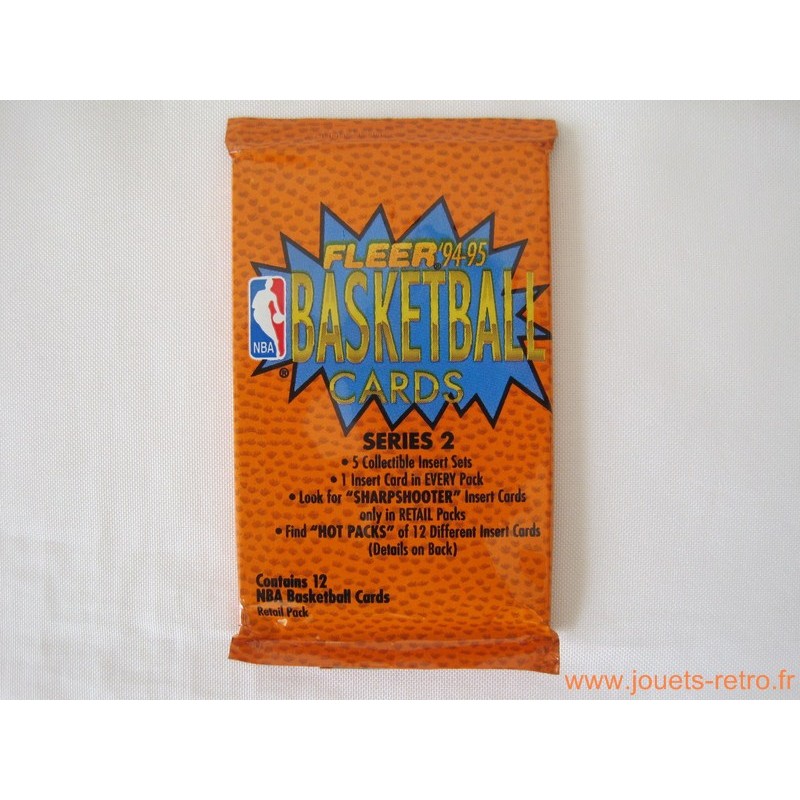 FLEER '94-95
BASKETBALL
NBA
®
CARDS
SERIES 2
• 5 Collectible Insert Sets
• 1 Insert Card in EVERY Pack
• Look for "SHARPSHOOTER" Insert Cards
only in RETAIL Packs
• Find "HOT PACKS" of 12 Different Insert Cards
(Details on Back)
Contains 12
NBA Basketball Cards
Retail Pack
www.jouets-retro.fr